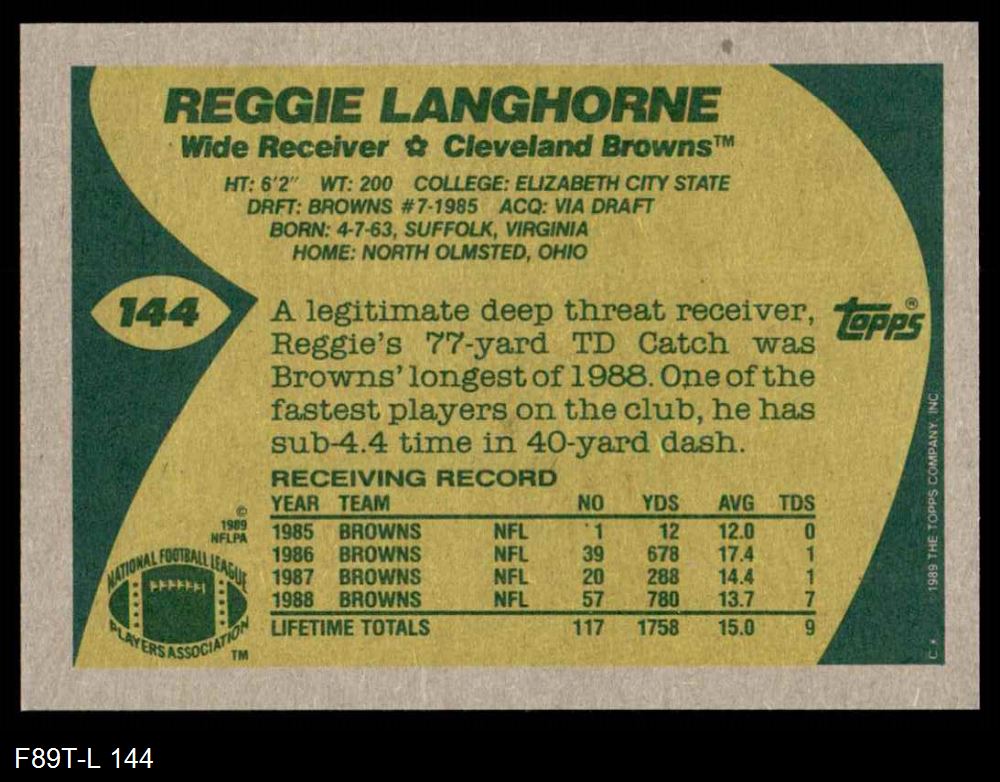 REGGIE LANGHORNE
Wide Receiver ✿ Cleveland Browns™
HT: 6'2" WT: 200 COLLEGE: ELIZABETH CITY STATE
DRFT: BROWNS #7-1985 ACQ: VIA DRAFT
BORN: 4-7-63, SUFFOLK, VIRGINIA
HOME: NORTH OLMSTED, OHIO
144
A legitimate deep threat receiver,
Reggie's 77-yard TD Catch was
Browns' longest of 1988. One of the
fastest players on the club, he has
sub-4.4 time in 40-yard dash.
topps®
RECEIVING RECORD
YEAR TEAM NO YDS AVG TDS
1985 BROWNS NFL 1 12 12.0 0
1986 BROWNS NFL 39 678 17.4 1
1987 BROWNS NFL 20 288 14.4 1
1988 BROWNS NFL 57 780 13.7 7
LIFETIME TOTALS 117 1758 15.0 9
©
1989
NFLPA
NATIONAL FOOTBALL LEAGUE
PLAYERS ASSOCIATION
TM
C * 1989 THE TOPPS COMPANY, INC.
F89T-L 144